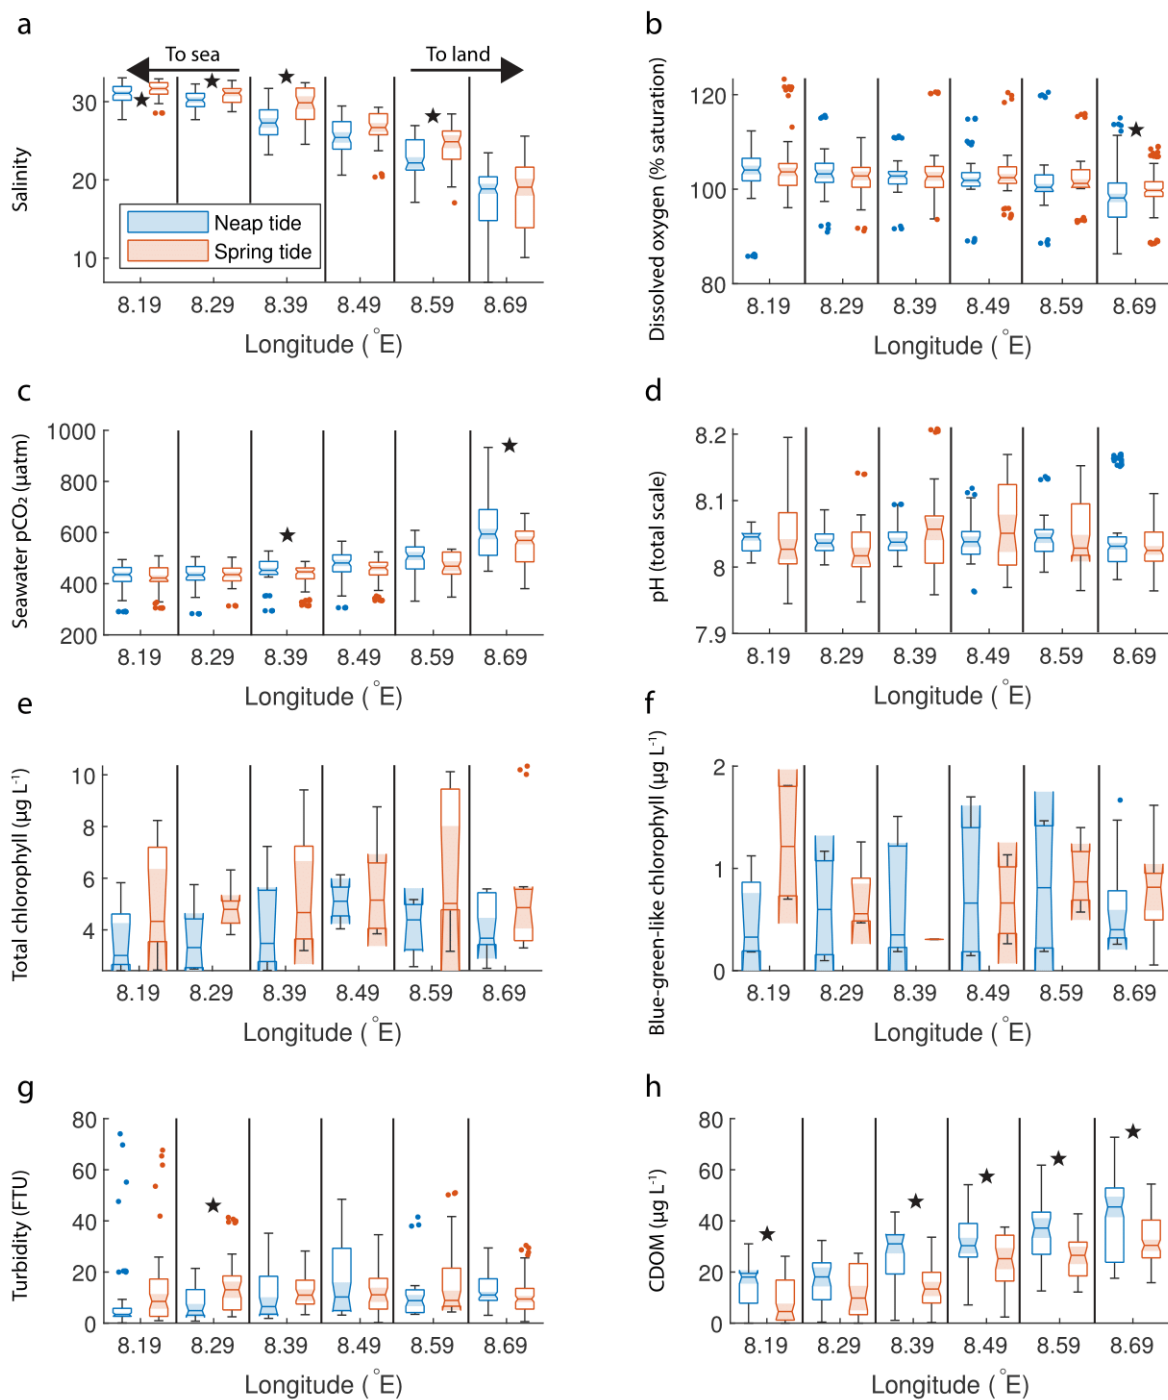 a
To sea
To land
Salinity
30
20
10
Neap tide
Spring tide
8.19 8.29 8.39 8.49 8.59 8.69
Longitude (°E)
b
Dissolved oxygen (% saturation)
120
100
80
8.19 8.29 8.39 8.49 8.59 8.69
Longitude (°E)
c
Seawater pCO₂ (µatm)
1000
800
600
400
200
8.19 8.29 8.39 8.49 8.59 8.69
Longitude (°E)
d
pH (total scale)
8.2
8.1
8
7.9
8.19 8.29 8.39 8.49 8.59 8.69
Longitude (°E)
e
Total chlorophyll (µg L⁻¹)
10
8
6
4
8.19 8.29 8.39 8.49 8.59 8.69
Longitude (°E)
f
Blue-green-like chlorophyll (µg L⁻¹)
2
1
0
8.19 8.29 8.39 8.49 8.59 8.69
Longitude (°E)
g
Turbidity (FTU)
80
60
40
20
0
8.19 8.29 8.39 8.49 8.59 8.69
Longitude (°E)
h
CDOM (µg L⁻¹)
80
60
40
20
0
8.19 8.29 8.39 8.49 8.59 8.69
Longitude (°E)